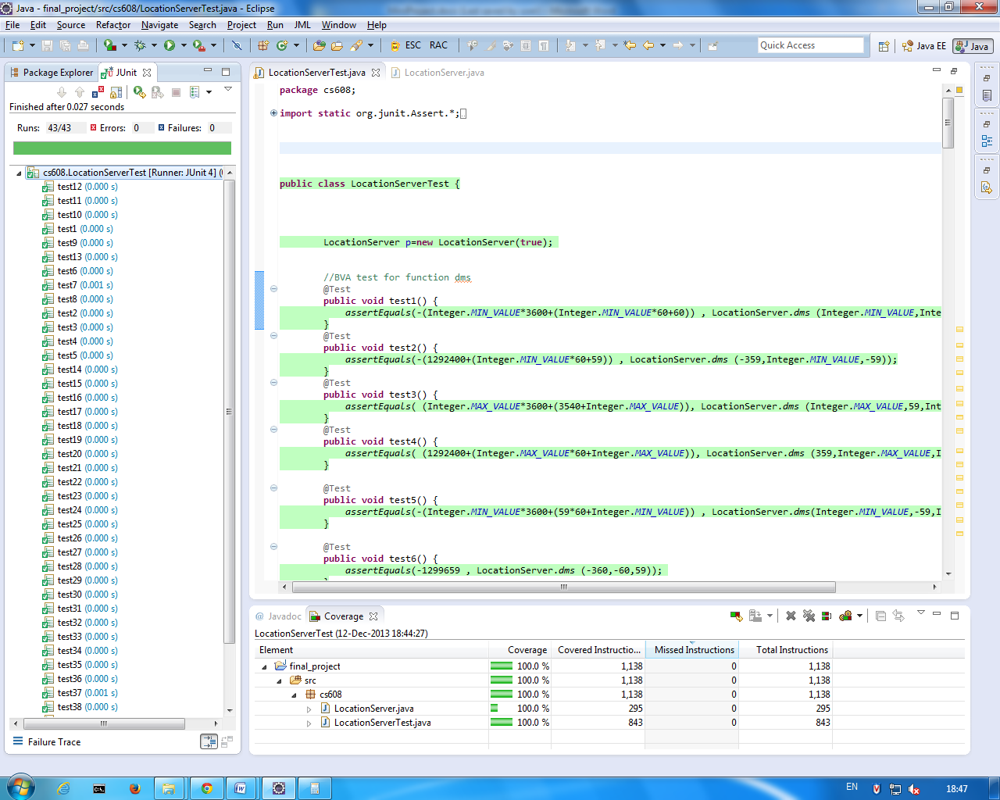 Java - final_project/src/cs608/LocationServerTest.java - Eclipse
File Edit Source Refactor Navigate Search Project Run JML Window Help
ESC RAC Quick Access Java EE Java
Package Explorer JUnit
Finished after 0.027 seconds
Runs: 43/43 Errors: 0 Failures: 0
cs608.LocationServerTest [Runner: JUnit 4] (
test12 (0.000 s)
test11 (0.000 s)
test10 (0.000 s)
test1 (0.000 s)
test9 (0.000 s)
test13 (0.000 s)
test6 (0.000 s)
test7 (0.001 s)
test8 (0.000 s)
test2 (0.000 s)
test3 (0.000 s)
test4 (0.000 s)
test5 (0.000 s)
test14 (0.000 s)
test15 (0.000 s)
test16 (0.000 s)
test17 (0.000 s)
test18 (0.000 s)
test19 (0.000 s)
test20 (0.000 s)
test21 (0.000 s)
test22 (0.000 s)
test23 (0.000 s)
test24 (0.000 s)
test25 (0.000 s)
test26 (0.000 s)
test27 (0.000 s)
test28 (0.000 s)
test29 (0.000 s)
test30 (0.000 s)
test31 (0.000 s)
test32 (0.000 s)
test33 (0.000 s)
test34 (0.000 s)
test35 (0.000 s)
test36 (0.000 s)
test37 (0.001 s)
test38 (0.000 s)
Failure Trace
LocationServerTest.java LocationServer.java
package cs608;
import static org.junit.Assert.*;
public class LocationServerTest {
LocationServer p=new LocationServer(true);
//BVA test for function dms
@Test
public void test1() {
assertEquals(-(Integer.MIN_VALUE*3600+(Integer.MIN_VALUE*60+60)) , LocationServer.dms (Integer.MIN_VALUE,Inte
}
@Test
public void test2() {
assertEquals(-(1292400+(Integer.MIN_VALUE*60+59)) , LocationServer.dms (-359,Integer.MIN_VALUE,-59));
}
@Test
public void test3() {
assertEquals( (Integer.MAX_VALUE*3600+(3540+Integer.MAX_VALUE)), LocationServer.dms (Integer.MAX_VALUE,59,Int
}
@Test
public void test4() {
assertEquals( (1292400+(Integer.MAX_VALUE*60+Integer.MAX_VALUE)), LocationServer.dms (359,Integer.MAX_VALUE,I
}
@Test
public void test5() {
assertEquals(-(Integer.MIN_VALUE*3600+(59*60+Integer.MIN_VALUE)) , LocationServer.dms(Integer.MIN_VALUE,-59,I
}
@Test
public void test6() {
assertEquals(-1299659 , LocationServer.dms (-360,-60,59));
Javadoc Coverage
LocationServerTest (12-Dec-2013 18:44:27)
Element Coverage Covered Instructio... Missed Instructions Total Instructions
final_project 100.0 % 1,138 0 1,138
src 100.0 % 1,138 0 1,138
cs608 100.0 % 1,138 0 1,138
LocationServer.java 100.0 % 295 0 295
LocationServerTest.java 100.0 % 843 0 843
EN 18:47